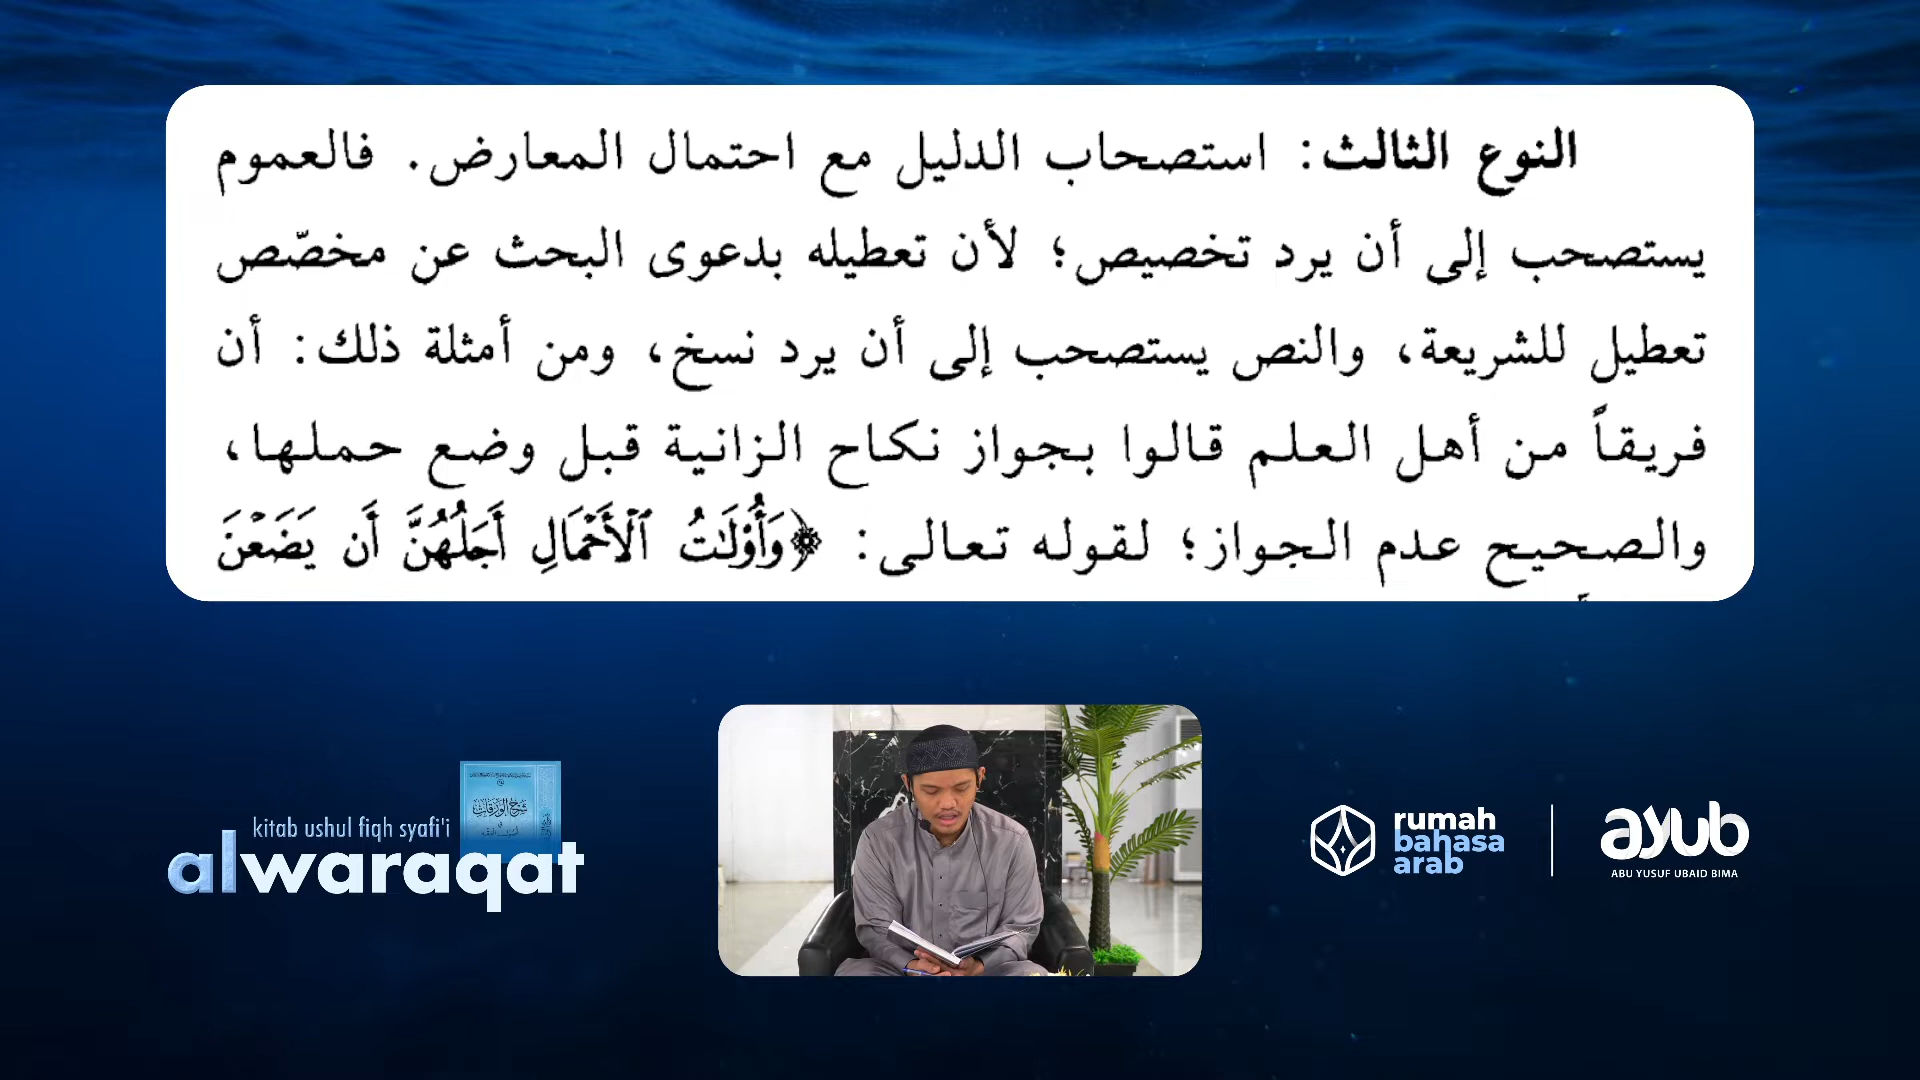 النوع الثالث: استصحاب الدليل مع احتمال المعارض. فالعموم
يستصحب إلى أن يرد تخصيص؛ لأن تعطيله بدعوى البحث عن مخصّص
تعطيل للشريعة، والنص يستصحب إلى أن يرد نسخ، ومن أمثلة ذلك: أن
فريقاً من أهل العلم قالوا بجواز نكاح الزانية قبل وضع حملها،
والصحيح عدم الجواز؛ لقوله تعالى: ﴿وَأُوْلَٰتُ ٱلْأَحْمَالِ أَجَلُهُنَّ أَن يَضَعْنَ
kitab ushul fiqh syafi'i
alwaraqat
شرح الورقات
في
rumah
bahasa
arab
ayub
ABU YUSUF UBAID BIMA